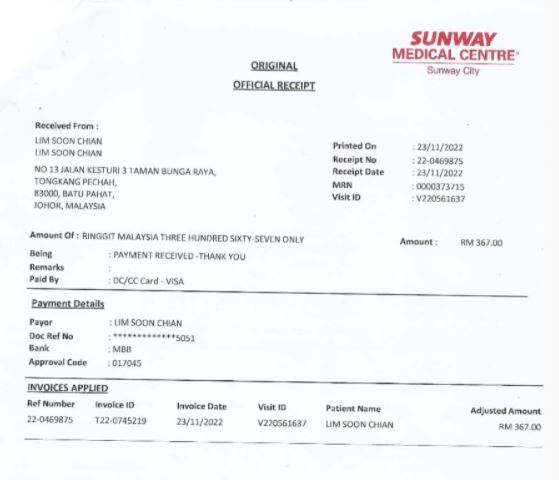 SUNWAY
MEDICAL CENTRE
Sunway City
ORIGINAL
OFFICIAL RECEIPT
Received From :
LIM SOON CHIAN
LIM SOON CHIAN
NO 13 JALAN KESTURI 3 TAMAN BUNGA RAYA,
TONGKANG PECHAH,
83000, BATU PAHAT,
JOHOR, MALAYSIA
Printed On : 23/11/2022
Receipt No : 22-0469875
Receipt Date : 23/11/2022
MRN : 0000373715
Visit ID : V220561637
Amount Of : RINGGIT MALAYSIA THREE HUNDRED SIXTY-SEVEN ONLY Amount : RM 367.00
Being : PAYMENT RECEIVED -THANK YOU
Remarks :
Paid By : DC/CC Card - VISA
Payment Details
Payor : LIM SOON CHIAN
Doc Ref No : *************5051
Bank : MBB
Approval Code : 017045
INVOICES APPLIED
Ref Number Invoice ID Invoice Date Visit ID Patient Name Adjusted Amount
22-0469875 T22-0745219 23/11/2022 V220561637 LIM SOON CHIAN RM 367.00